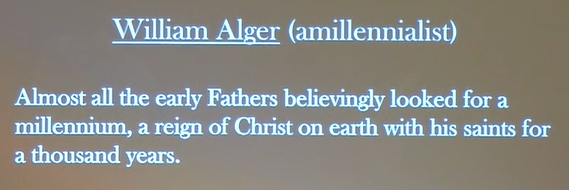 William Alger (amillennialist)
Almost all the early Fathers believingly looked for a
millennium, a reign of Christ on earth with his saints for
a thousand years.